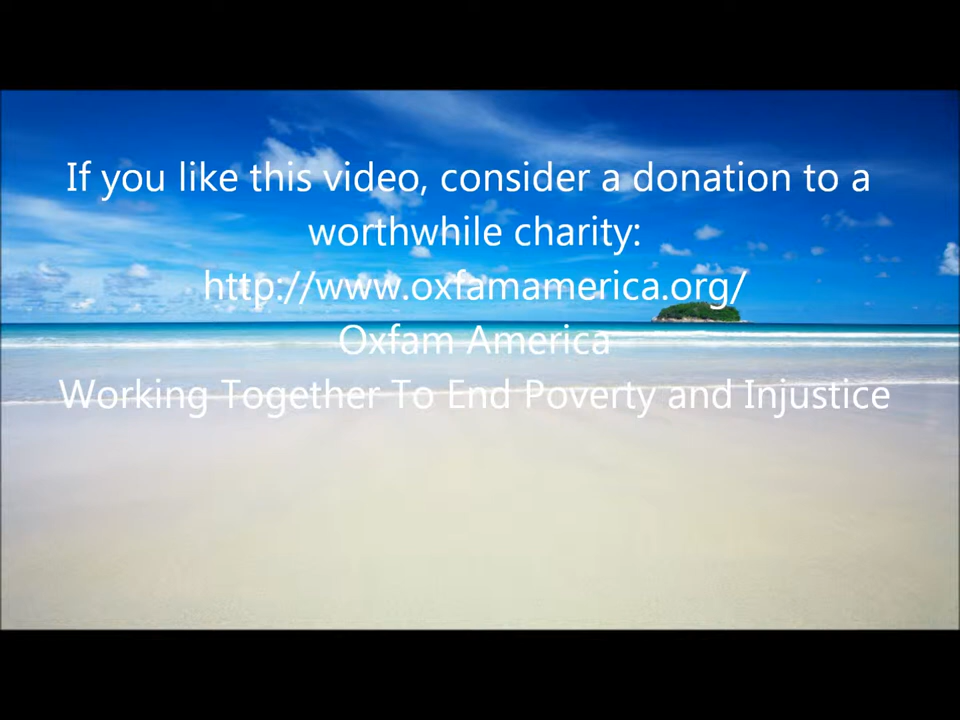 If you like this video, consider a donation to a
worthwhile charity:
http://www.oxfamamerica.org/
Oxfam America
Working Together To End Poverty and Injustice